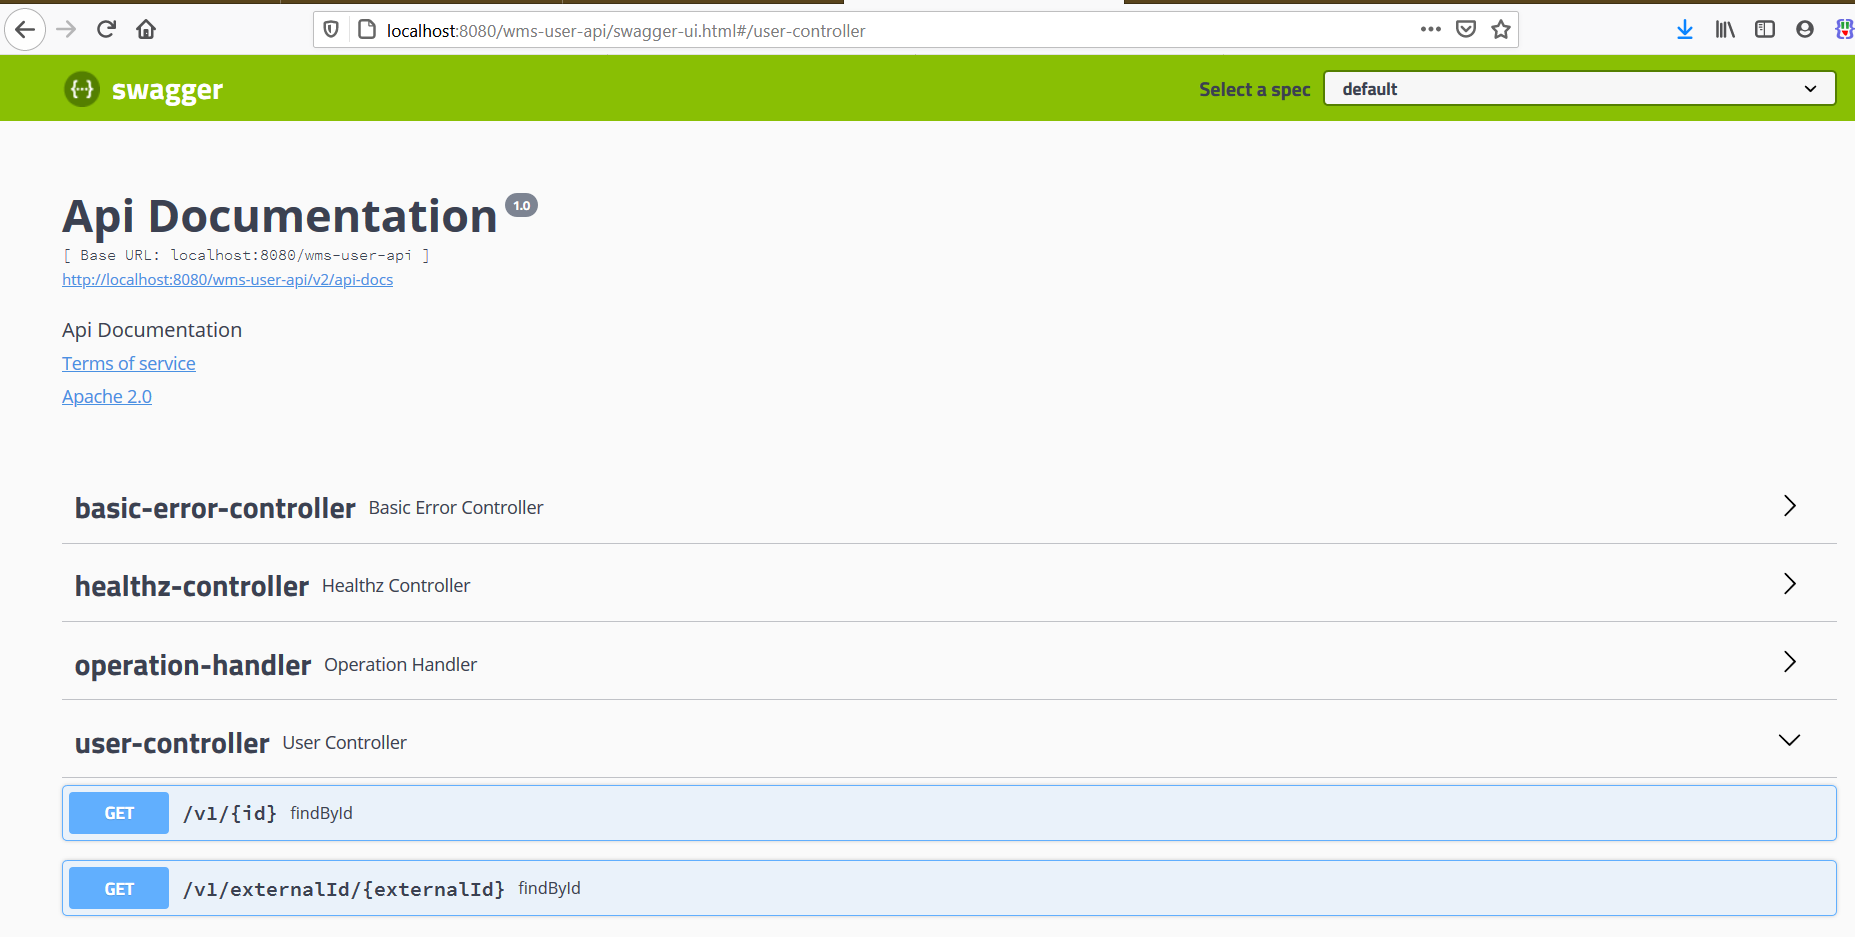 localhost:8080/wms-user-api/swagger-ui.html#/user-controller
swagger
Select a spec default
Api Documentation 1.0
[ Base URL: localhost:8080/wms-user-api ]
http://localhost:8080/wms-user-api/v2/api-docs
Api Documentation
Terms of service
Apache 2.0
basic-error-controller Basic Error Controller
healthz-controller Healthz Controller
operation-handler Operation Handler
user-controller User Controller
GET /v1/{id} findById
GET /v1/externalId/{externalId} findById